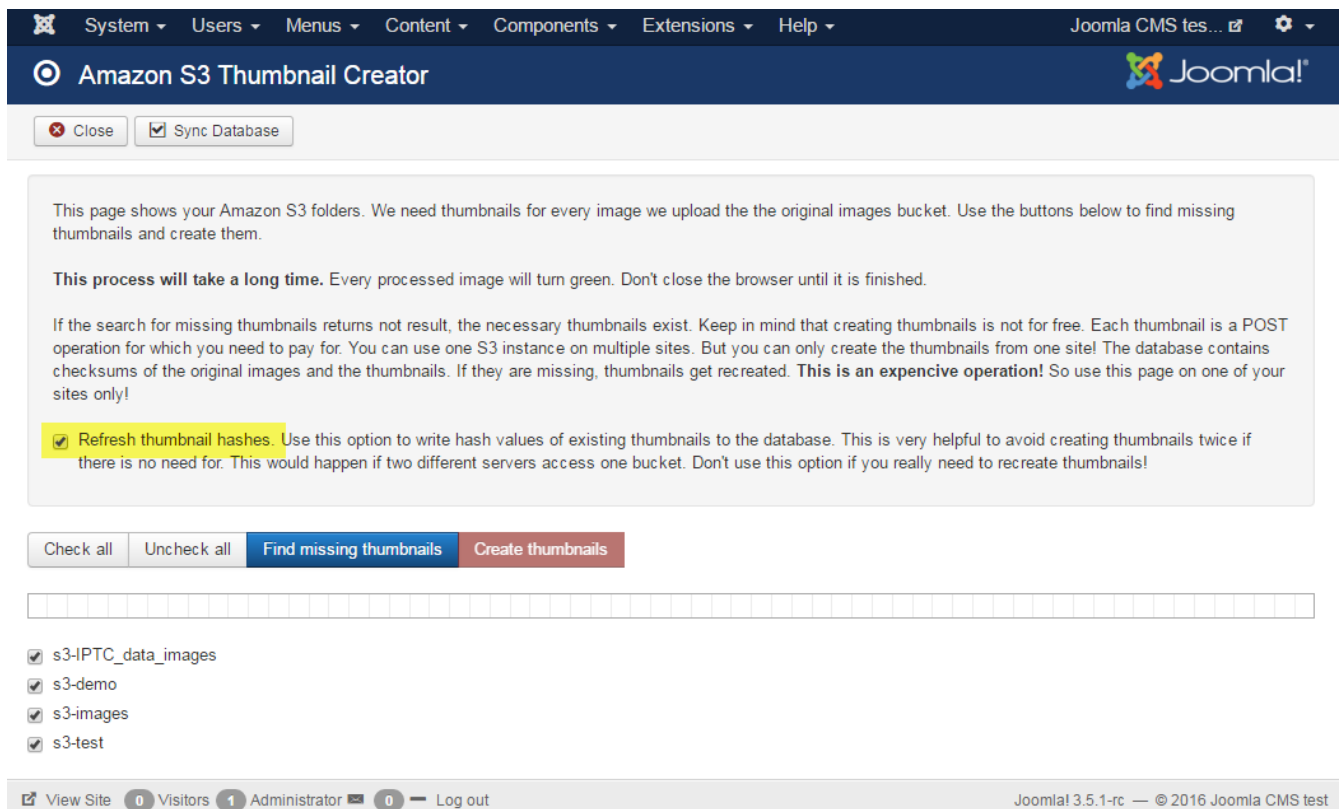 System Users Menus Content Components Extensions Help Joomla CMS tes...
Amazon S3 Thumbnail Creator Joomla!®
Close Sync Database
This page shows your Amazon S3 folders. We need thumbnails for every image we upload the the original images bucket. Use the buttons below to find missing
thumbnails and create them.
This process will take a long time. Every processed image will turn green. Don't close the browser until it is finished.
If the search for missing thumbnails returns not result, the necessary thumbnails exist. Keep in mind that creating thumbnails is not for free. Each thumbnail is a POST
operation for which you need to pay for. You can use one S3 instance on multiple sites. But you can only create the thumbnails from one site! The database contains
checksums of the original images and the thumbnails. If they are missing, thumbnails get recreated. This is an expencive operation! So use this page on one of your
sites only!
Refresh thumbnail hashes. Use this option to write hash values of existing thumbnails to the database. This is very helpful to avoid creating thumbnails twice if
there is no need for. This would happen if two different servers access one bucket. Don't use this option if you really need to recreate thumbnails!
Check all Uncheck all Find missing thumbnails Create thumbnails
s3-IPTC_data_images
s3-demo
s3-images
s3-test
View Site 0 Visitors 1 Administrator 0 Log out Joomla! 3.5.1-rc — © 2016 Joomla CMS test